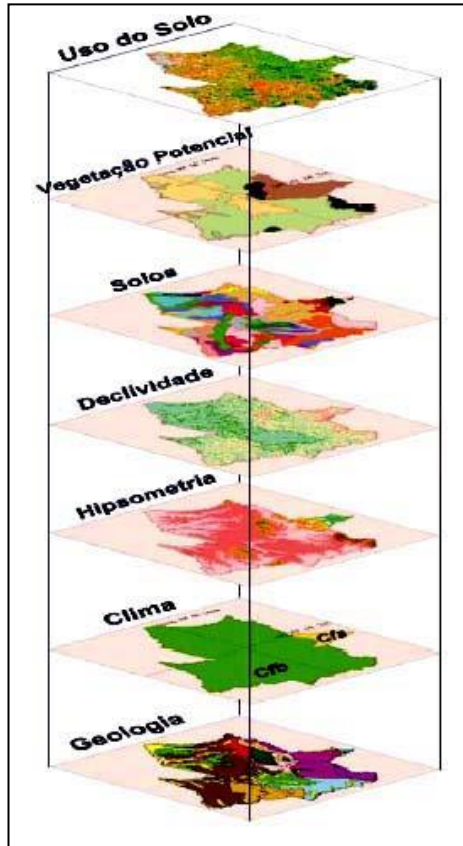 Uso do Solo
Vegetação Potencial
Solos
Declividade
Hipsometria
Clima
Cfa
Cfb
Geologia